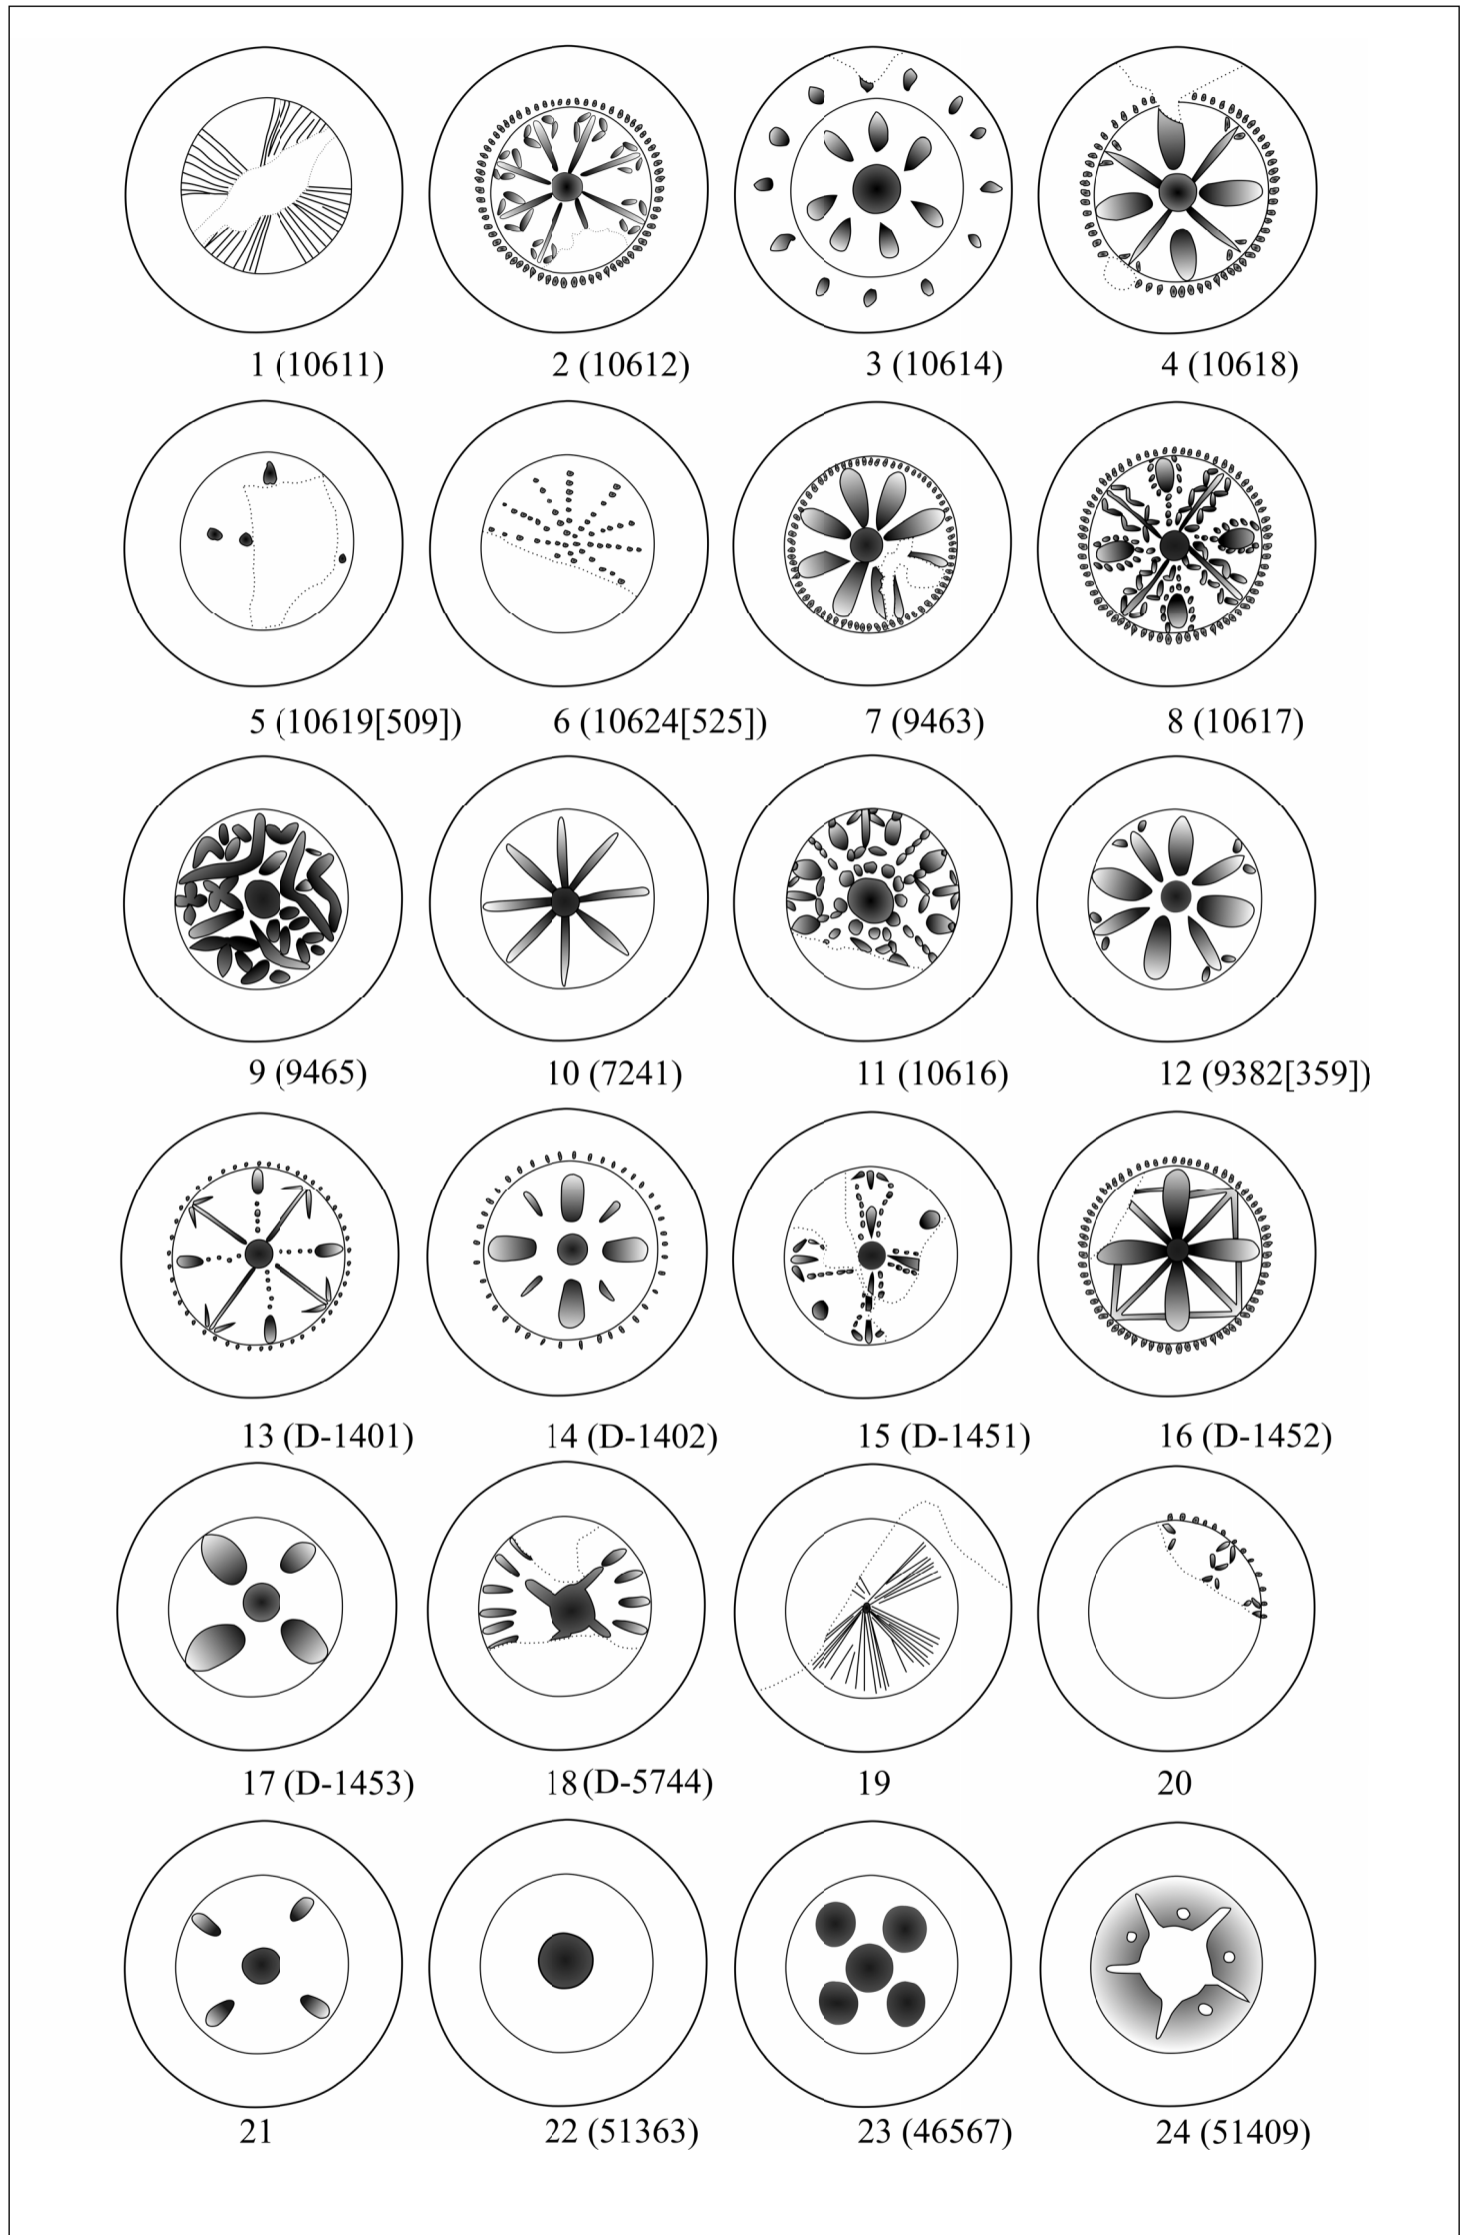 1 (10611) 2 (10612) 3 (10614) 4 (10618)
5 (10619[509]) 6 (10624[525]) 7 (9463) 8 (10617)
9 (9465) 10 (7241) 11 (10616) 12 (9382[359])
13 (D-1401) 14 (D-1402) 15 (D-1451) 16 (D-1452)
17 (D-1453) 18 (D-5744) 19 20
21 22 (51363) 23 (46567) 24 (51409)